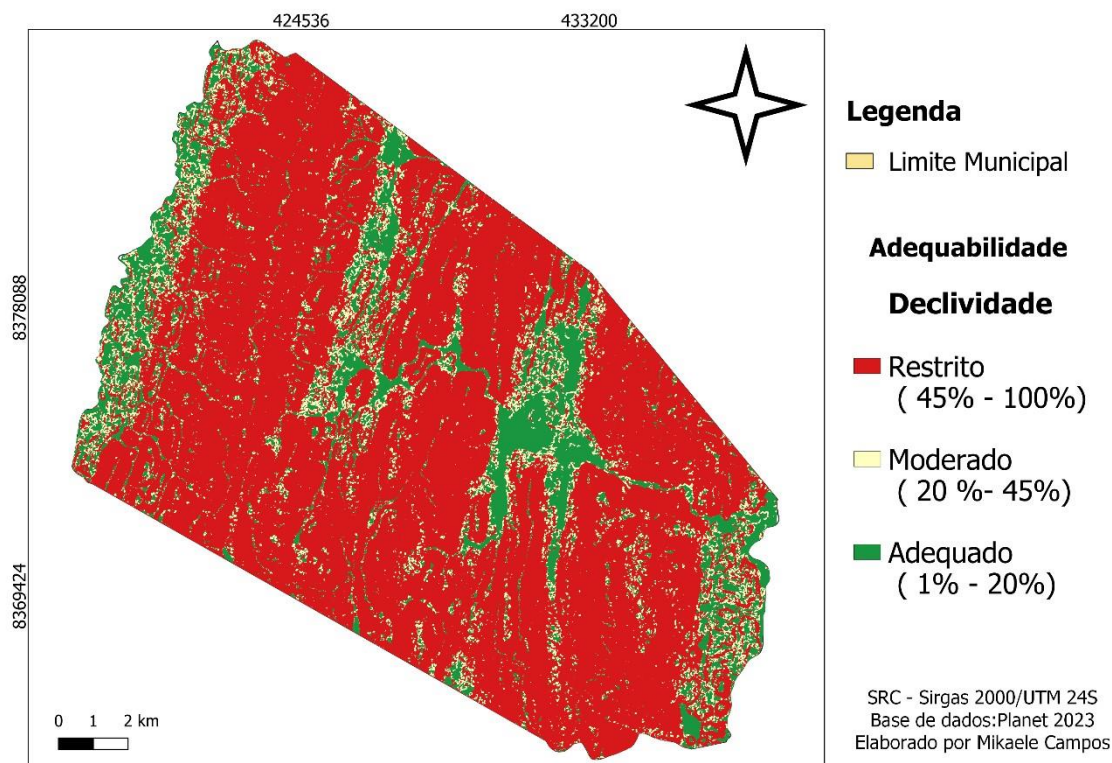 424536
433200
8378088
8369424
0 1 2 km
Legenda
Limite Municipal
Adequabilidade
Declividade
Restrito
( 45% - 100%)
Moderado
( 20 %- 45%)
Adequado
( 1% - 20%)
SRC - Sirgas 2000/UTM 24S
Base de dados:Planet 2023
Elaborado por Mikaele Campos